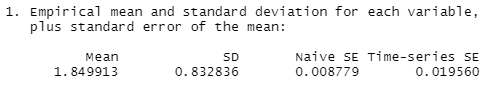 1. Empirical mean and standard deviation for each variable,
plus standard error of the mean:
Mean SD Naive SE Time-series SE
1.849913 0.832836 0.008779 0.019560